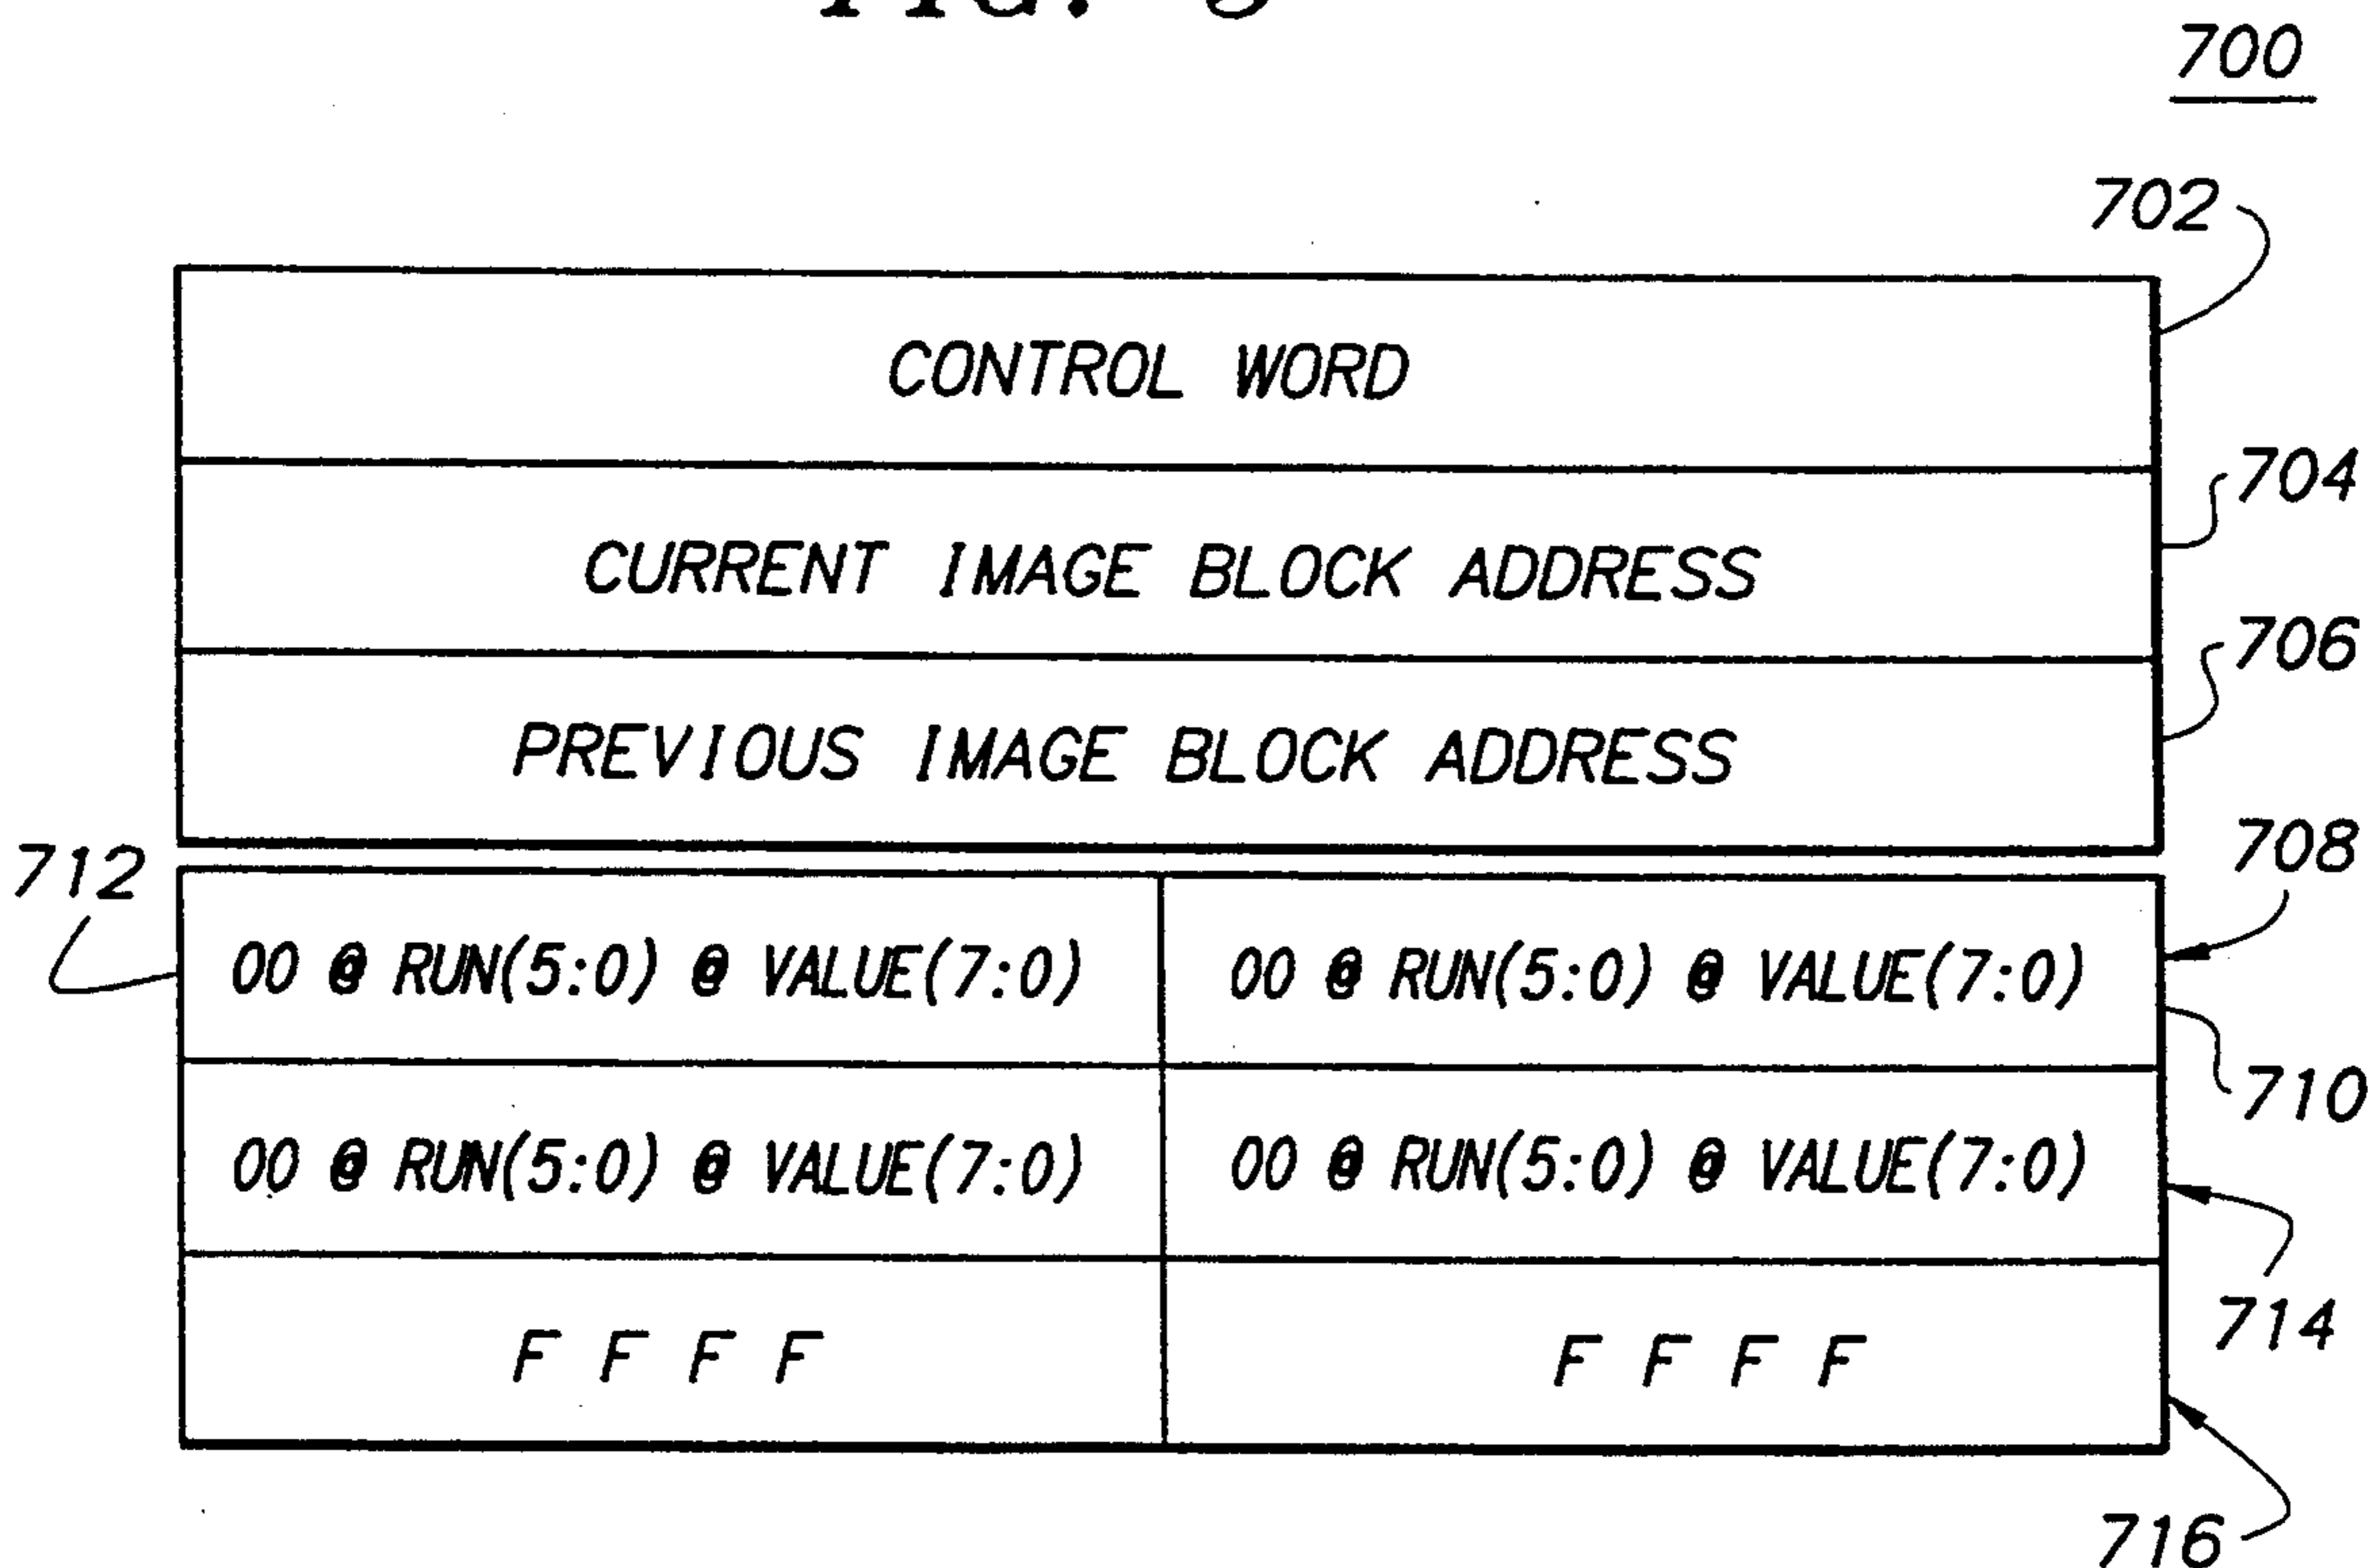 700
702
CONTROL WORD
704
CURRENT IMAGE BLOCK ADDRESS
706
PREVIOUS IMAGE BLOCK ADDRESS
712
708
00 @ RUN(5:0) @ VALUE(7:0) 00 @ RUN(5:0) @ VALUE(7:0)
710
00 @ RUN(5:0) @ VALUE(7:0) 00 @ RUN(5:0) @ VALUE(7:0)
714
F F F F F F F F
716